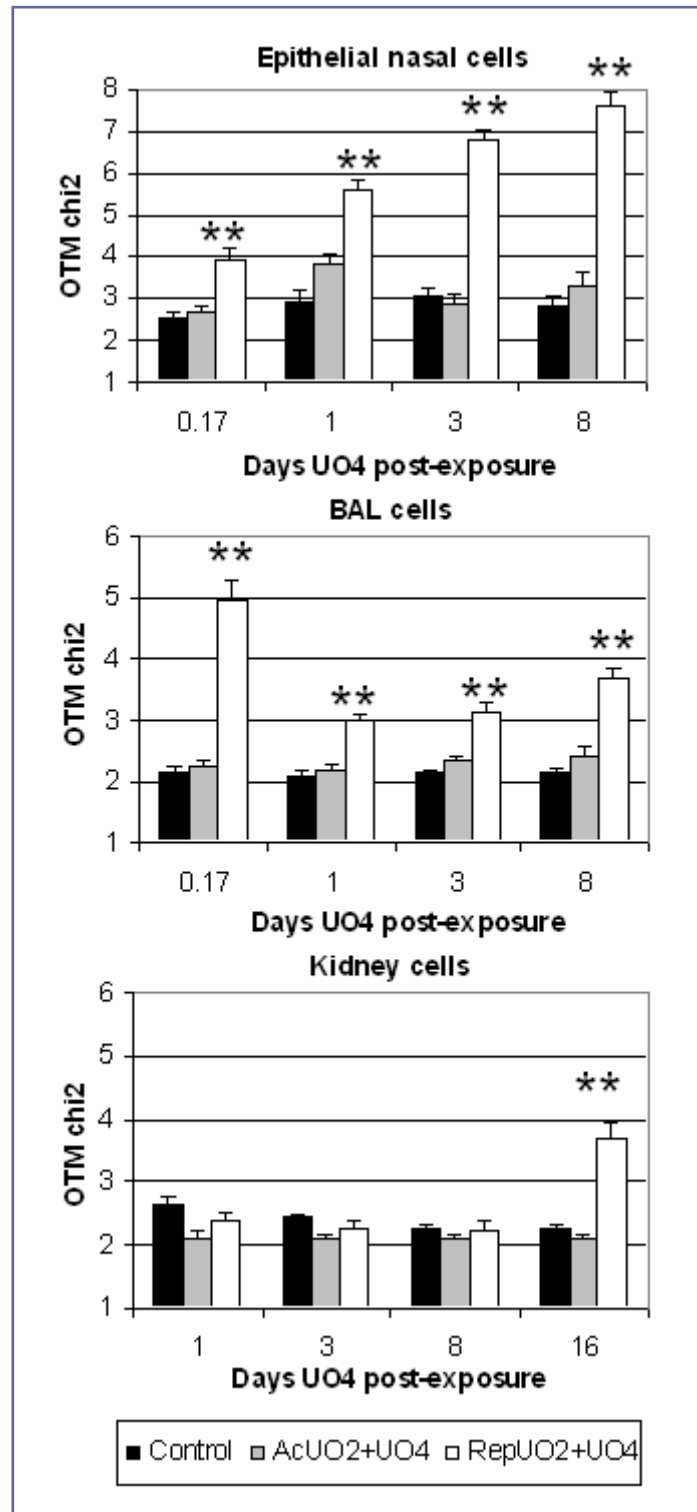 Epithelial nasal cells
**
**
**
**
8
7
6
5
4
3
2
1
OTM chi2
0.17 1 3 8
Days UO4 post-exposure
BAL cells
**
**
**
**
6
5
4
3
2
1
OTM chi2
0.17 1 3 8
Days UO4 post-exposure
Kidney cells
**
6
5
4
3
2
1
OTM chi2
1 3 8 16
Days UO4 post-exposure
Control AcUO2+UO4 RepUO2+UO4